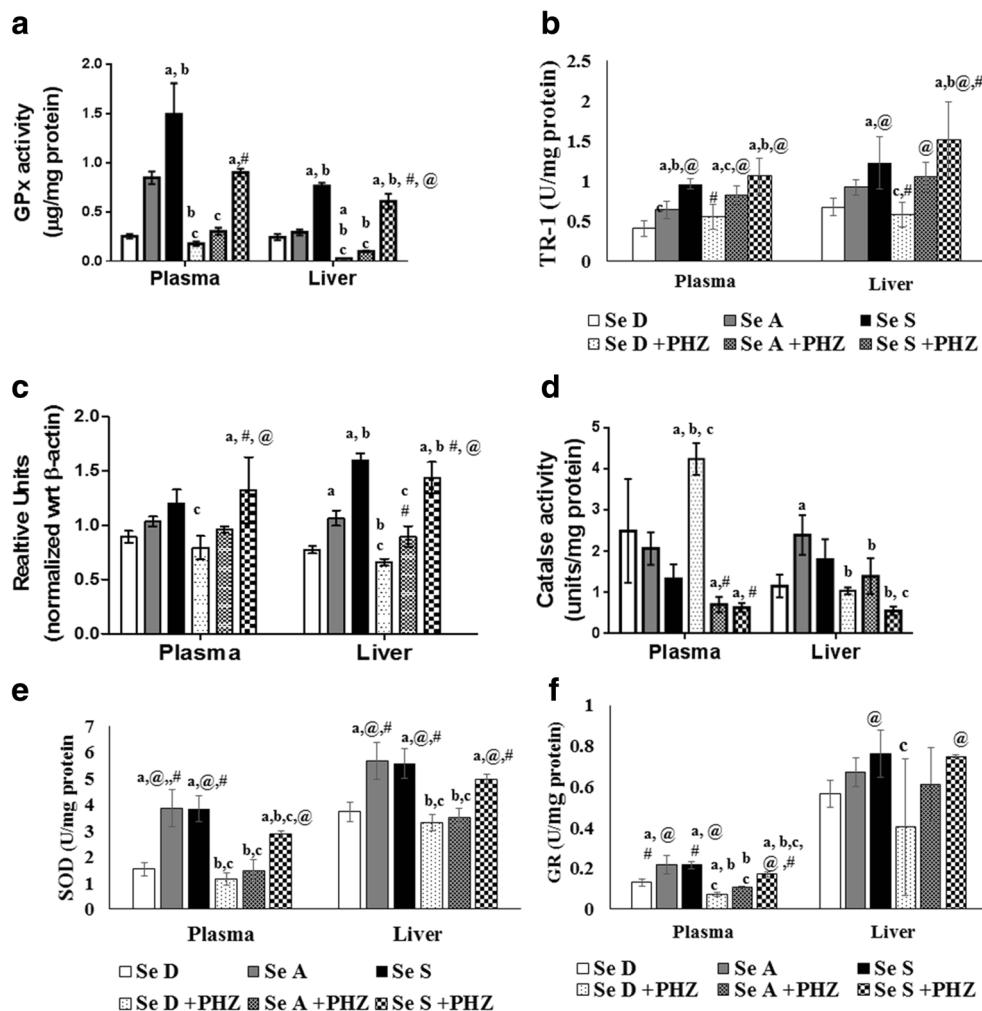 a
GPx activity
(µg/mg protein)
2.0
1.5
1.0
0.5
0.0
a, b
b
c
c
a,#
a, b
a
b
c
b
c
a, b, #, @
Plasma
Liver
b
TR-1 (U/mg protein)
2.5
2
1.5
1
0.5
0
c
a,b,@
#
a,c,@
a,b,@
a,@
c,#
@
a,b@,#
Plasma
Liver
Se D
Se A
Se S
Se D +PHZ
Se A +PHZ
Se S +PHZ
c
Realtive Units
(normalized wrt β-actin)
2.0
1.5
1.0
0.5
0.0
c
a, #, @
a
a, b
b
c
c
#
a, b #, @
Plasma
Liver
d
Catalse activity
(units/mg protein)
5
4
3
2
1
0
a, b, c
a,#
a, #
a
b
b
b, c
Plasma
Liver
e
SOD (U/mg protein
7
6
5
4
3
2
1
0
a,@,,#
a,@,#
b,c
b,c
a,b,c,@
a,@,#
a,@,#
b,c
b,c
a,@,#
Plasma
Liver
Se D
Se A
Se S
Se D +PHZ
Se A +PHZ
Se S +PHZ
f
GR (U/mg protein)
1
0.8
0.6
0.4
0.2
0
a, @
#
a, @
#
a, b
c
b
c
a, b,c,
@ ,#
@
c
@
Plasma
Liver
Se D
Se A
Se S
Se D +PHZ
Se A +PHZ
Se S +PHZ